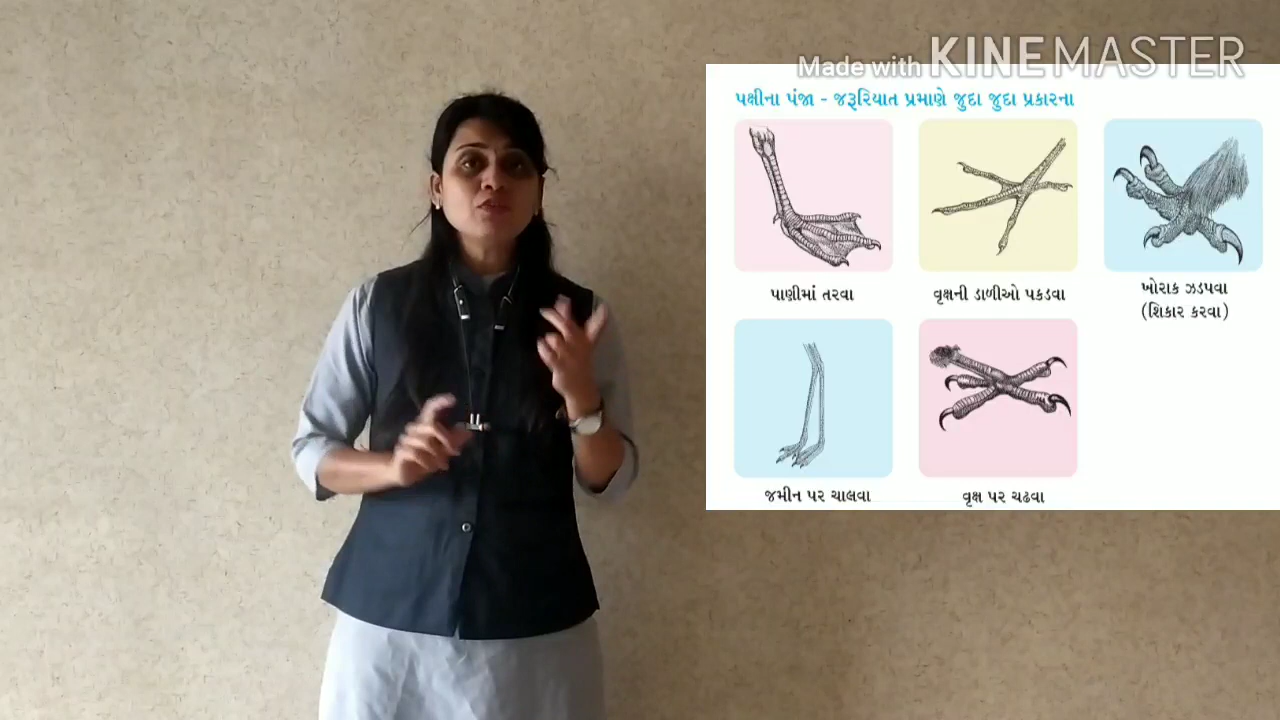 Made with KINEMASTER
પક્ષીના પંજા - જરૂરિયાત પ્રમાણે જુદા જુદા પ્રકારના
પાણીમાં તરવા
વૃક્ષની ડાળીઓ પકડવા
ખોરાક ઝડપવા
(શિકાર કરવા)
જમીન પર ચાલવા
વૃક્ષ પર ચઢવા